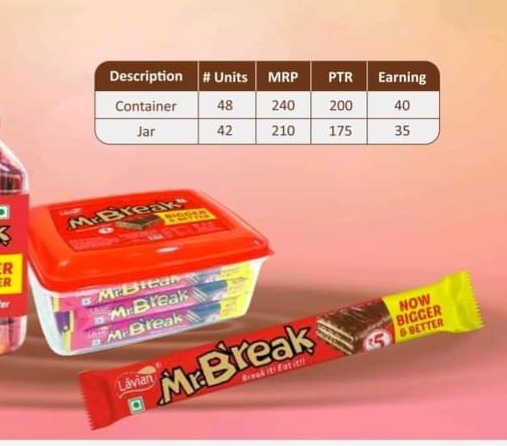 Description # Units MRP PTR Earning
Container 48 240 200 40
Jar 42 210 175 35
Mr.Break
BIGGER
& BETTER
Mr.Break
Mr.Break
Mr.Break
Lavian
Mr.Break
Break it! Eat it!!
₹5
NOW
BIGGER
& BETTER